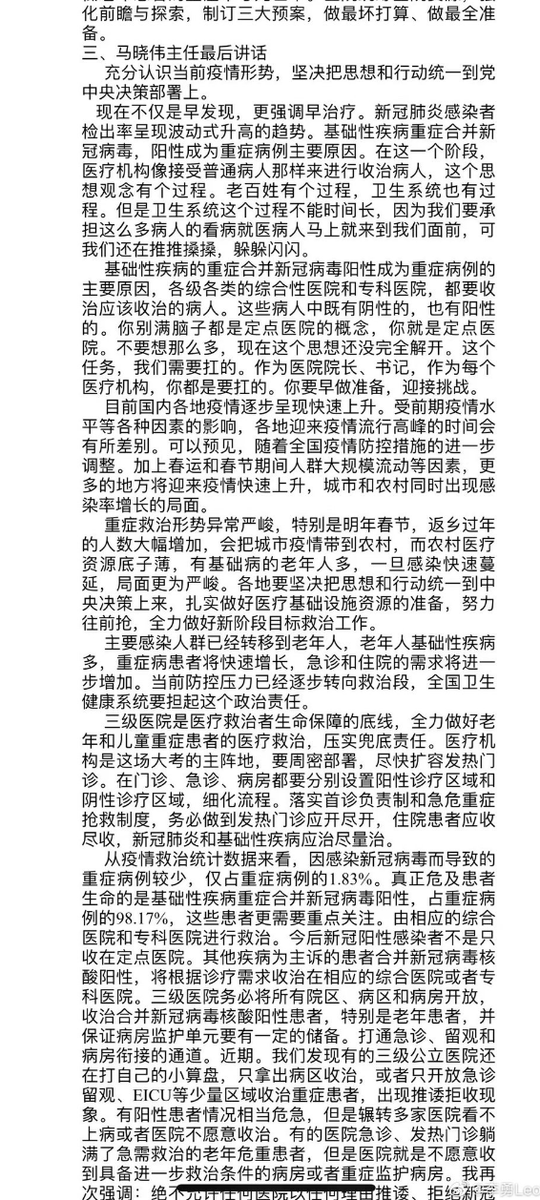 化前瞻与探索，制订三大预案，做最坏打算、做最全准
备。
三、马晓伟主任最后讲话
充分认识当前疫情形势，坚决把思想和行动统一到党
中央决策部署上。
现在不仅是早发现，更强调早治疗。新冠肺炎感染者
检出率呈现波动式升高的趋势。基础性疾病重症合并新
冠病毒，阳性成为重症病例主要原因。在这一个阶段，
医疗机构像接受普通病人那样来进行收治病人，这个思
想观念有个过程。老百姓有个过程，卫生系统也有过
程。但是卫生系统这个过程不能时间长，因为我们要承
担这么多病人的看病就医病人马上就来到我们面前，可
我们还在推推搡搡，躲躲闪闪。
基础性疾病的重症合并新冠病毒阳性成为重症病例的
主要原因，各级各类的综合性医院和专科医院，都要收
治应该收治的病人。这些病人中既有阴性的，也有阳性
的。你别满脑子都是定点医院的概念，你就是定点医
院。不要想那么多，现在这个思想还没完全解开。这个
任务，我们需要扛的。作为医院院长、书记，作为每个
医疗机构，你都是要扛的。你要早做准备，迎接挑战。
目前国内各地疫情逐步呈现快速上升。受前期疫情水
平等各种因素的影响，各地迎来疫情流行高峰的时间会
有所差别。可以预见，随着全国疫情防控措施的进一步
调整。加上春运和春节期间人群大规模流动等因素，更
多的地方将迎来疫情快速上升，城市和农村同时出现感
染率增长的局面。
重症救治形势异常严峻，特别是明年春节，返乡过年
的人数大幅增加，会把城市疫情带到农村，而农村医疗
资源底子薄，有基础病的老年人多，一旦感染快速蔓
延，局面更为严峻。各地要坚决把思想和行动统一到中
央决策上来，扎实做好医疗基础设施资源的准备，努力
往前抢，全力做好新阶段目标救治工作。
主要感染人群已经转移到老年人，老年人基础性疾病
多，重症病患者将快速增长，急诊和住院的需求将进一
步增加。当前防控压力已经逐步转向救治段，全国卫生
健康系统要担起这个政治责任。
三级医院是医疗救治者生命保障的底线，全力做好老
年和儿童重症患者的医疗救治，压实兜底责任。医疗机
构是这场大考的主阵地，要周密部署，尽快扩容发热门
诊。在门诊、急诊、病房都要分别设置阳性诊疗区域和
阴性诊疗区域，细化流程。落实首诊负责制和急危重症
抢救制度，务必做到发热门诊应开尽开，住院患者应收
尽收，新冠肺炎和基础性疾病应治尽量治。
从疫情救治统计数据来看，因感染新冠病毒而导致的
重症病例较少，仅占重症病例的1.83%。真正危及患者
生命的是基础性疾病重症合并新冠病毒阳性，占重症病
例的98.17%，这些患者更需要重点关注。由相应的综合
医院和专科医院进行救治。今后新冠阳性感染者不是只
收在定点医院。其他疾病为主诉的患者合并新冠病毒核
酸阳性，将根据诊疗需求收治在相应的综合医院或者专
科医院。三级医院务必将所有院区、病区和病房开放，
收治合并新冠病毒核酸阳性患者，特别是老年患者，并
保证病房监护单元要有一定的储备。打通急诊、留观和
病房衔接的通道。近期。我们发现有的三级公立医院还
在打自己的小算盘，只拿出病区收治，或者只开放急诊
留观、EICU等少量区域收治重症患者，出现推诿拒收现
象。有阳性患者情况相当危急，但是辗转多家医院看不
上病或者医院不愿意收治。有的医院急诊、发热门诊躺
满了急需救治的老年危重患者，但是医院就是不愿意收
到具备进一步救治条件的病房或者重症监护病房。我再
次强调：绝不允许任何医院以任何理由推诿、拒绝新冠